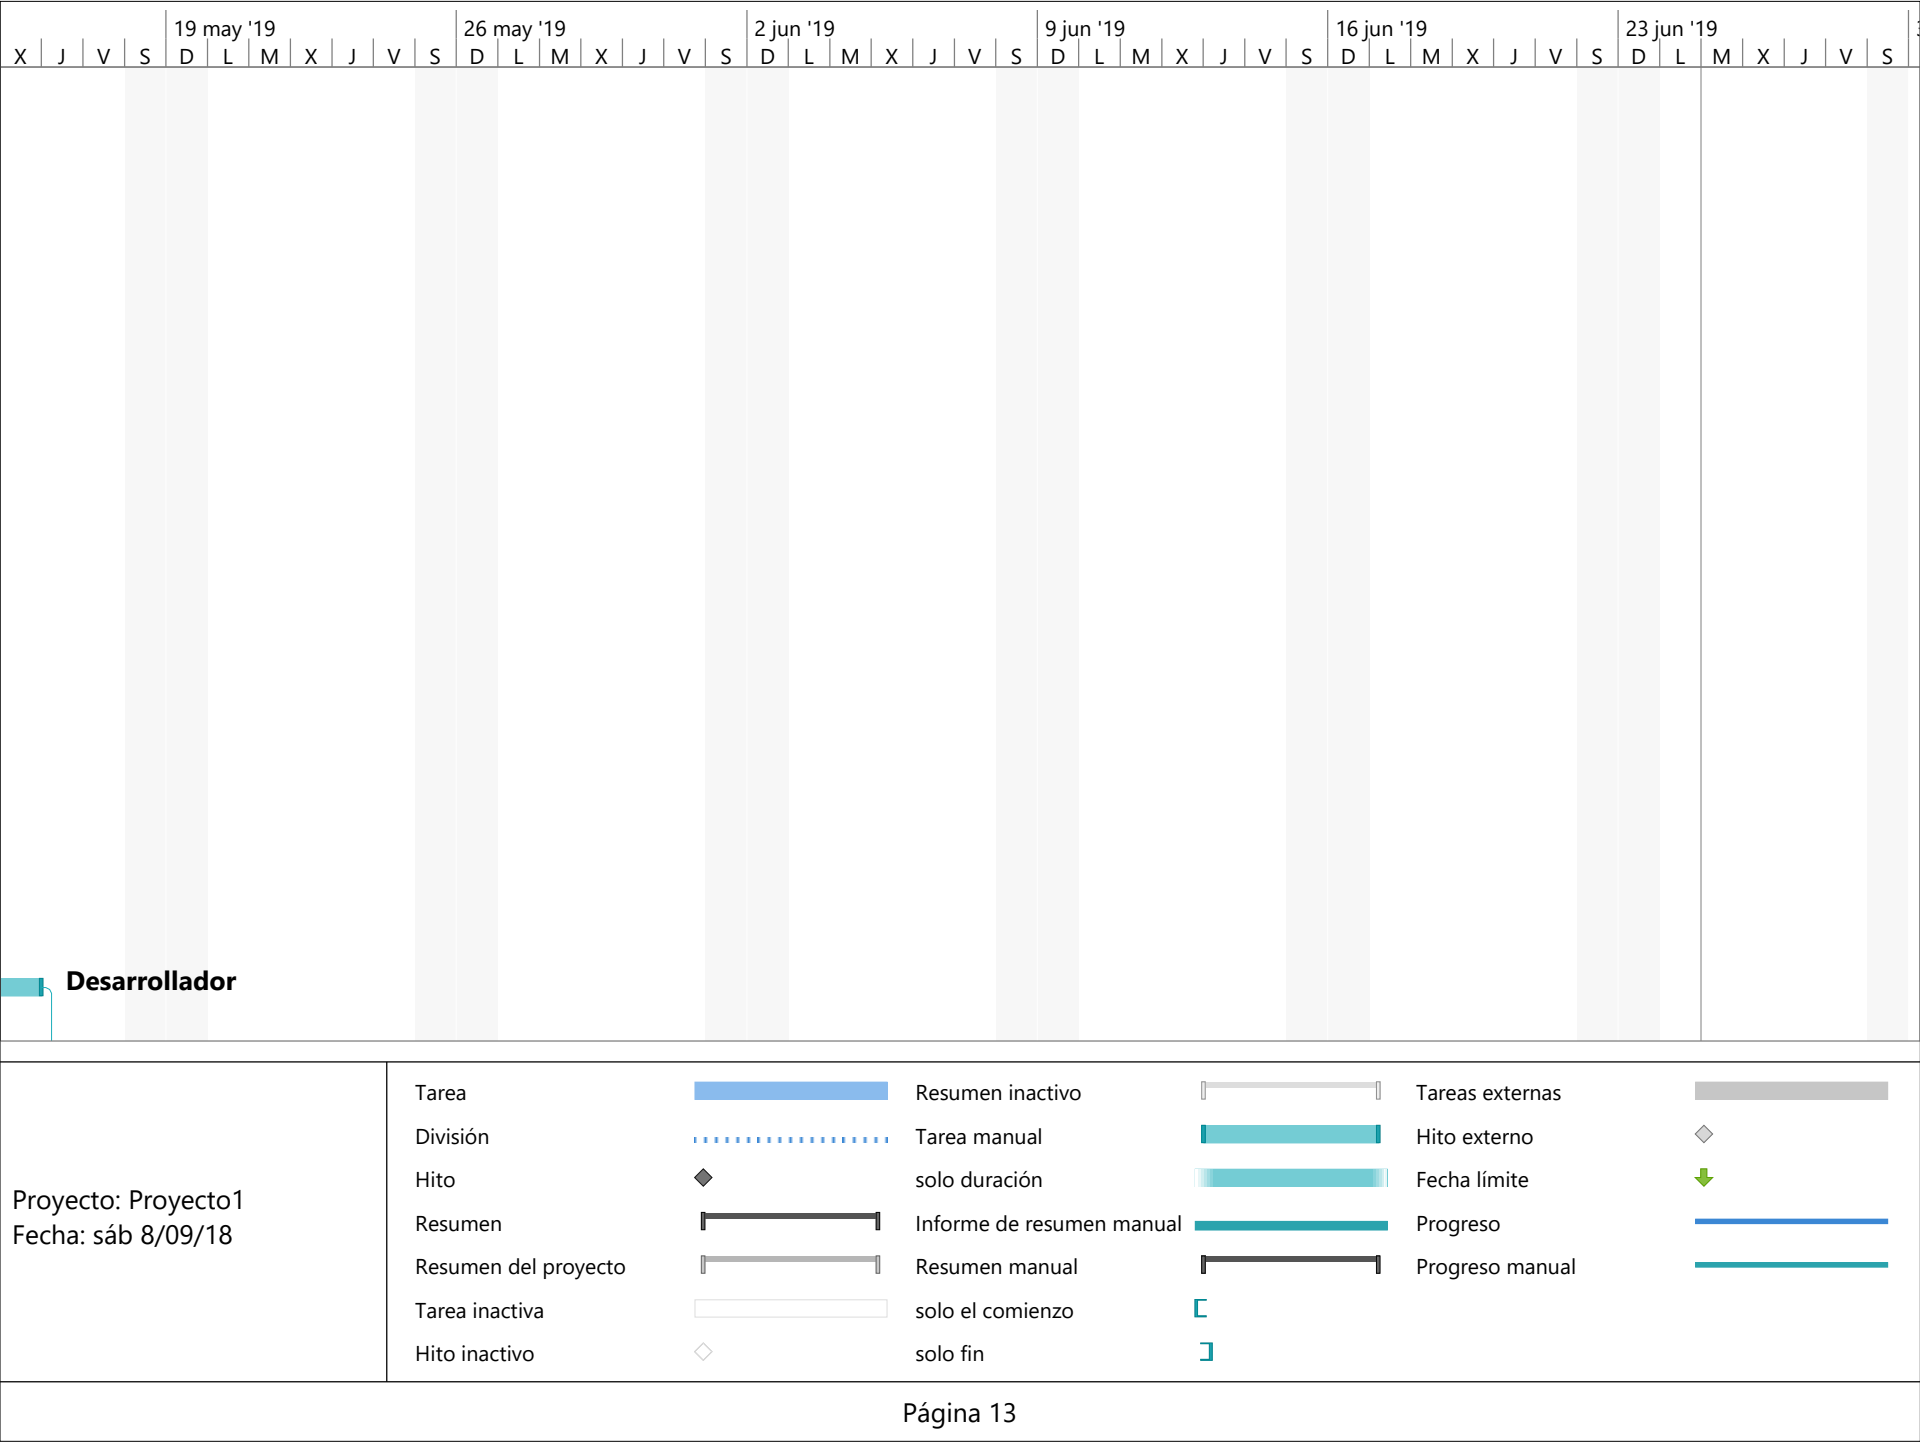 19 may '19 26 may '19 2 jun '19 9 jun '19 16 jun '19 23 jun '19
X J V S D L M X J V S D L M X J V S D L M X J V S D L M X J V S D L M X J V S D L M X J V S
Desarrollador
Proyecto: Proyecto1
Fecha: sáb 8/09/18
Tarea
División
Hito
Resumen
Resumen del proyecto
Tarea inactiva
Hito inactivo
Resumen inactivo
Tarea manual
solo duración
Informe de resumen manual
Resumen manual
solo el comienzo
solo fin
Tareas externas
Hito externo
Fecha límite
Progreso
Progreso manual
Página 13